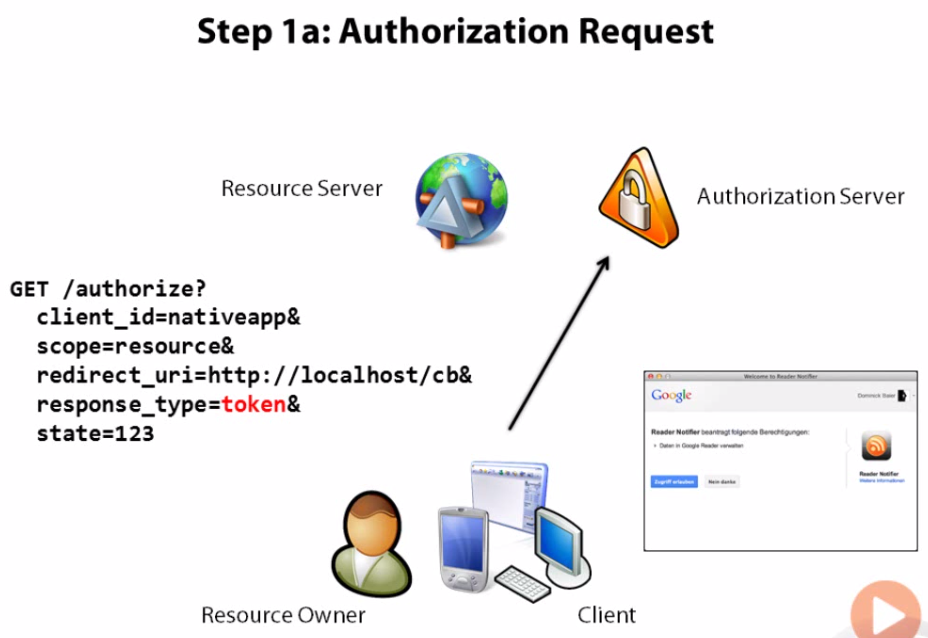 Step 1a: Authorization Request
Resource Server
Authorization Server
GET /authorize?
client_id=nativeapp&
scope=resource&
redirect_uri=http://localhost/cb&
response_type=token&
state=123
Welcome to Reader Notifier
Google
Dominick Baier
Reader Notifier beantragt folgende Berechtigungen:
Daten in Google Reader verwalten
Zugriff erlauben
Nein danke
Reader Notifier
Weitere Informationen
Resource Owner
Client